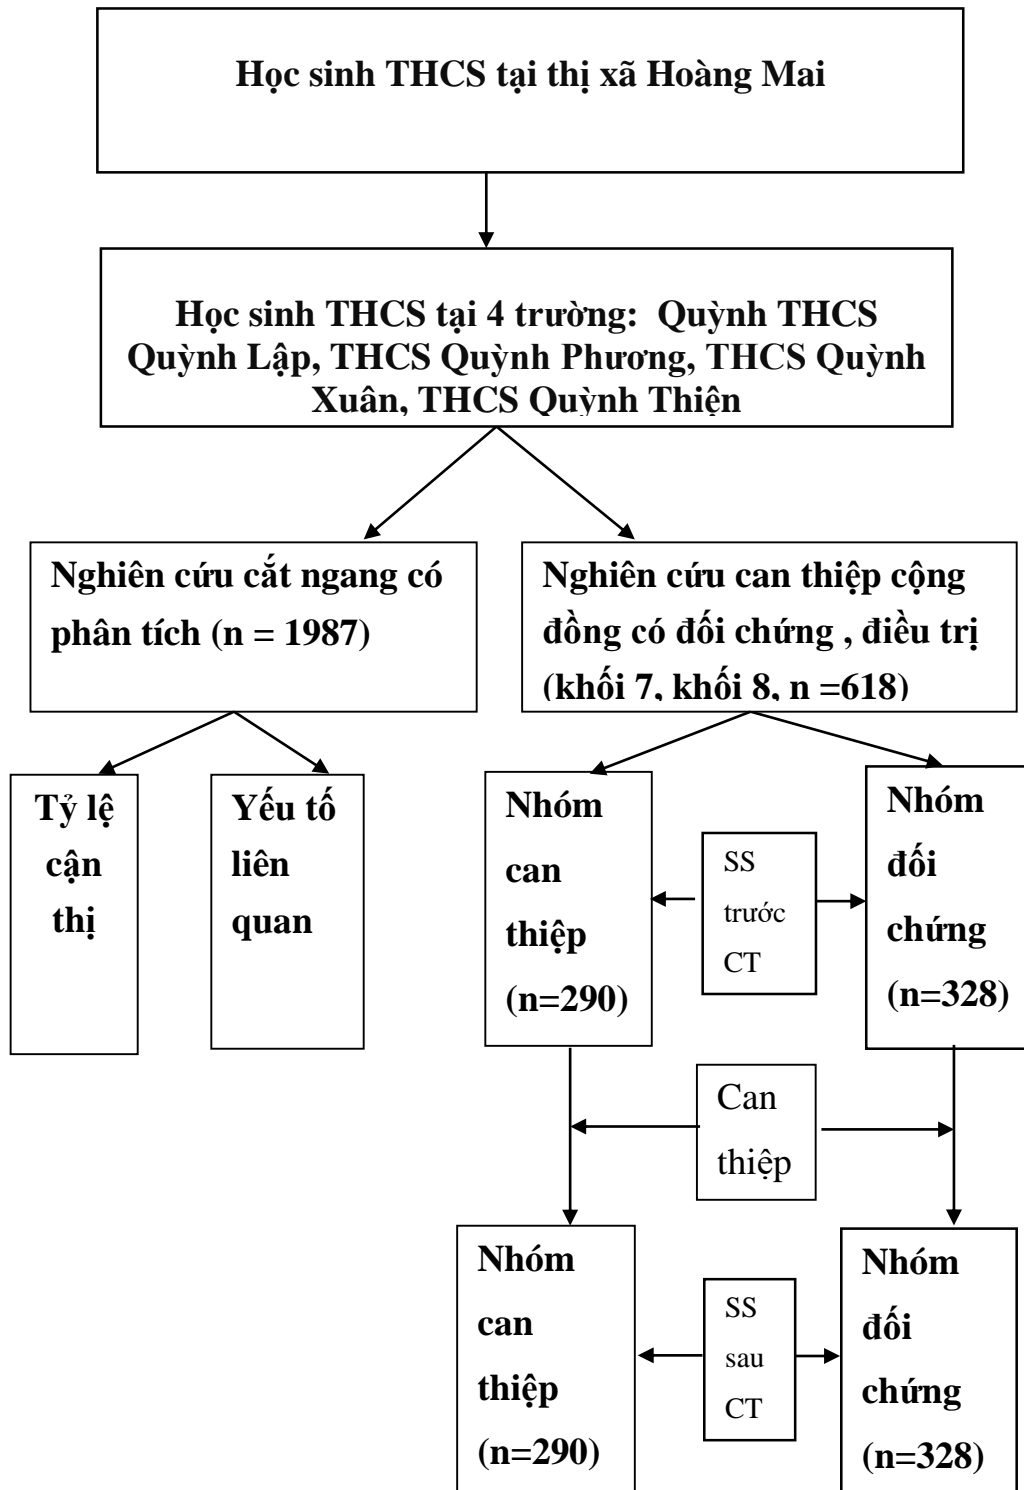 Học sinh THCS tại thị xã Hoàng Mai
Học sinh THCS tại 4 trường: Quỳnh THCS
Quỳnh Lập, THCS Quỳnh Phương, THCS Quỳnh
Xuân, THCS Quỳnh Thiện
Nghiên cứu cắt ngang có
phân tích (n = 1987)
Nghiên cứu can thiệp cộng
đồng có đối chứng , điều trị
(khối 7, khối 8, n =618)
Tỷ lệ
cận
thị
Yếu tố
liên
quan
Nhóm
can
thiệp
(n=290)
SS
trước
CT
Nhóm
đối
chứng
(n=328)
Can
thiệp
Nhóm
can
thiệp
(n=290)
SS
sau
CT
Nhóm
đối
chứng
(n=328)